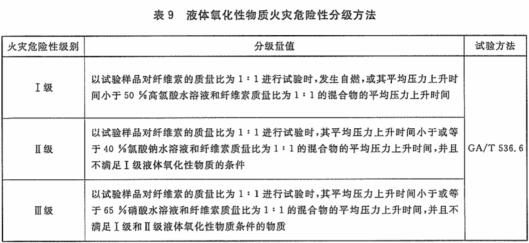 表 9 液体氧化性物质火灾危险性分级方法
火灾危险性级别 分级量值 试验方法
Ⅰ级
以试验样品对纤维素的质量比为 1∶1 进行试验时,发生自燃,或其平均压力上升时
间小于 50 %高氯酸水溶液和纤维素质量比为 1∶1 的混合物的平均压力上升时间
Ⅱ级
以试验样品对纤维素的质量比为 1∶1 进行试验时,其平均压力上升时间小于或等
于 40 %氯酸钠水溶液和纤维素质量比为 1∶1 的混合物的平均压力上升时间,并且
不满足Ⅰ级液体氧化性物质的条件
GA/T 536.6
Ⅲ级
以试验样品对纤维素的质量比为 1∶1 进行试验时,其平均压力上升时间小于或等
于 65 %硝酸水溶液和纤维素质量比为 1∶1 的混合物的平均压力上升时间,并且不
满足Ⅰ级和Ⅱ级液体氧化性物质条件的物质